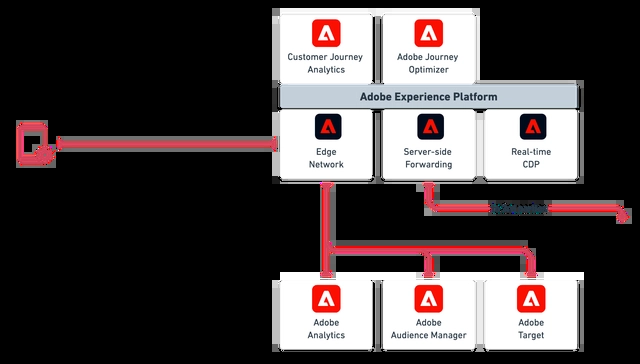 Customer Journey
Analytics
Adobe Journey
Optimizer
Adobe Experience Platform
Edge
Network
Server-side
Forwarding
Real-time
CDP
Adobe
Analytics
Adobe
Audience Manager
Adobe
Target